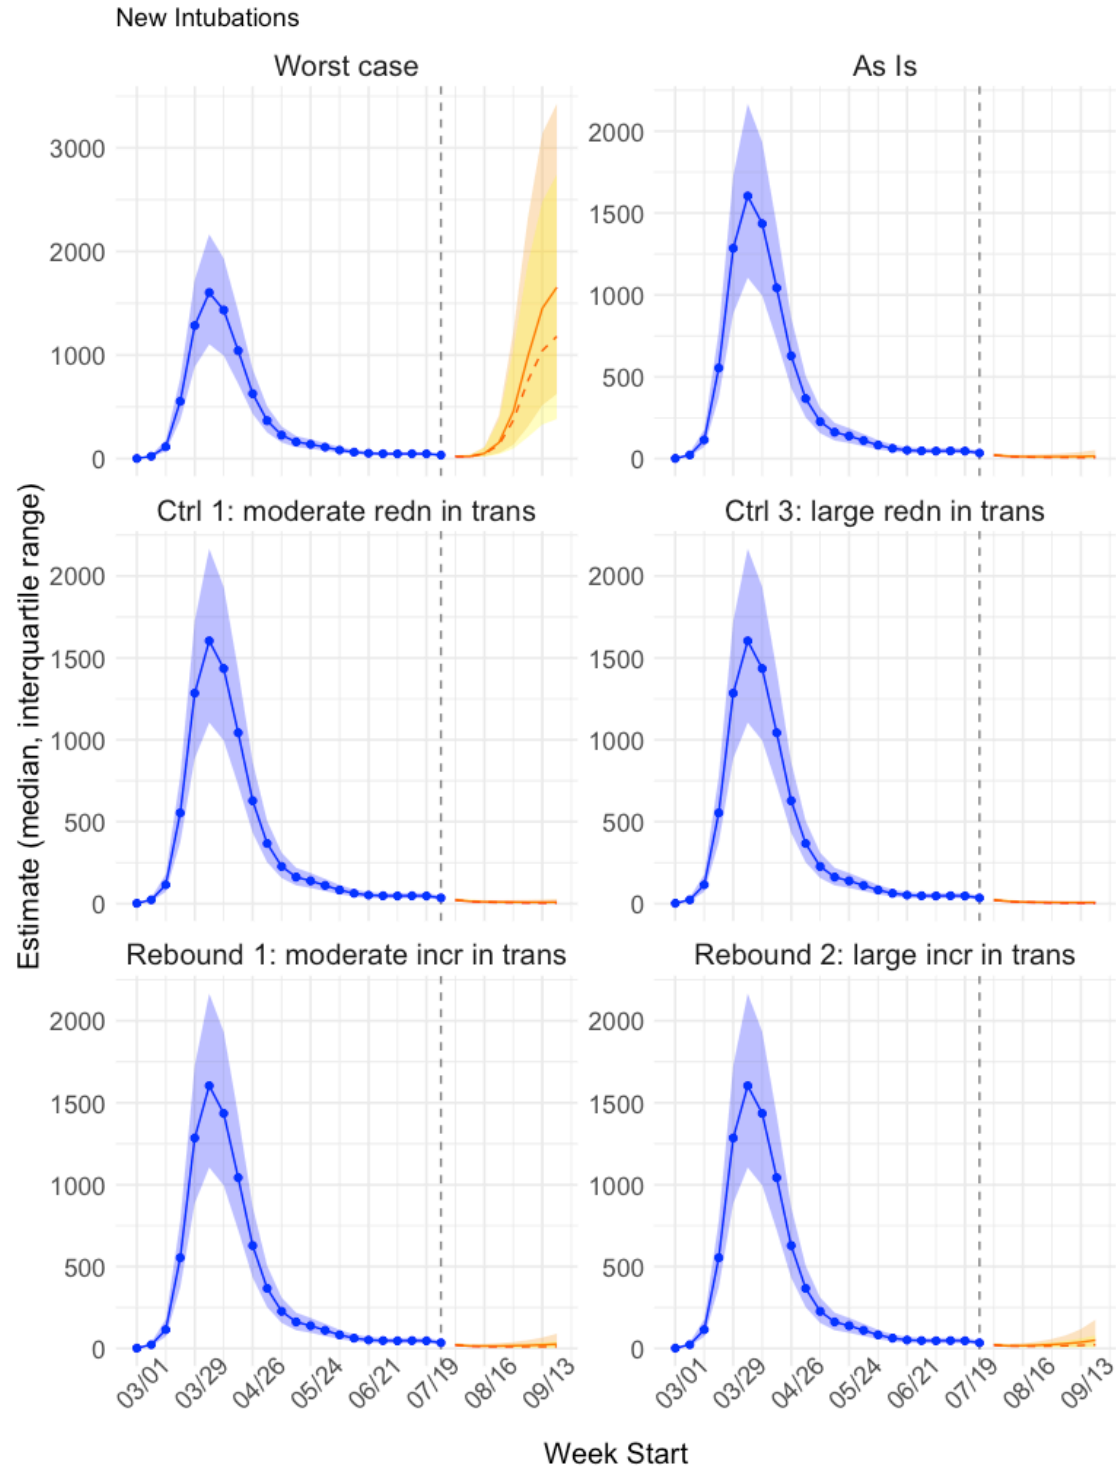 New Intubations
Worst case
As Is
3000
2000
1000
0
2000
1500
1000
500
0
Estimate (median, interquartile range)
Ctrl 1: moderate redn in trans
Ctrl 3: large redn in trans
2000
1500
1000
500
0
2000
1500
1000
500
0
Rebound 1: moderate incr in trans
Rebound 2: large incr in trans
2000
1500
1000
500
0
2000
1500
1000
500
0
03/01 03/29 04/26 05/24 06/21 07/19 08/16 09/13
03/01 03/29 04/26 05/24 06/21 07/19 08/16 09/13
Week Start